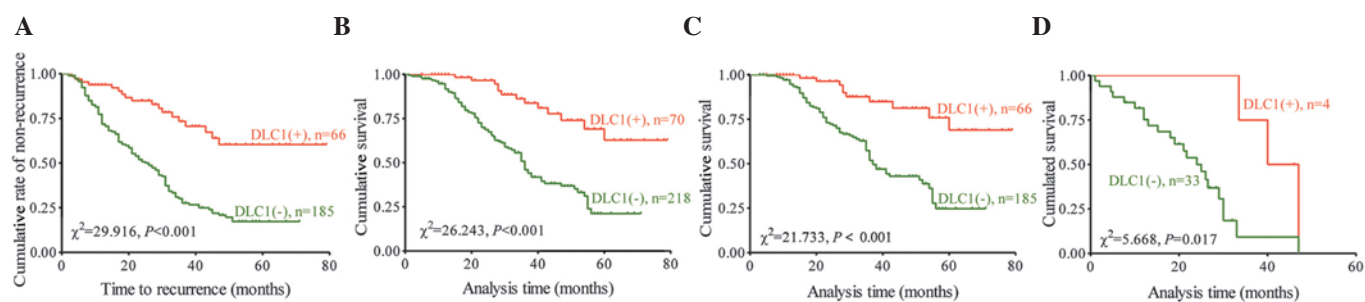 A
Cumulative rate of non-recurrence
1.00
0.75
0.50
0.25
0.00
DLC1(+), n=66
DLC1(-), n=185
χ²=29.916, P<0.001
0 20 40 60 80
Time to recurrence (months)
B
Cumulative survival
1.00
0.75
0.50
0.25
0.00
DLC1(+), n=70
DLC1(-), n=218
χ²=26.243, P<0.001
0 20 40 60 80
Analysis time (months)
C
Cumulative survival
1.00
0.75
0.50
0.25
0.00
DLC1(+), n=66
DLC1(-), n=185
χ²=21.733, P < 0.001
0 20 40 60 80
Analysis time (months)
D
Cumulated survival
1.00
0.75
0.50
0.25
0.00
DLC1(+), n=4
DLC1(-), n=33
χ²=5.668, P=0.017
0 20 40 60
Analysis time (months)